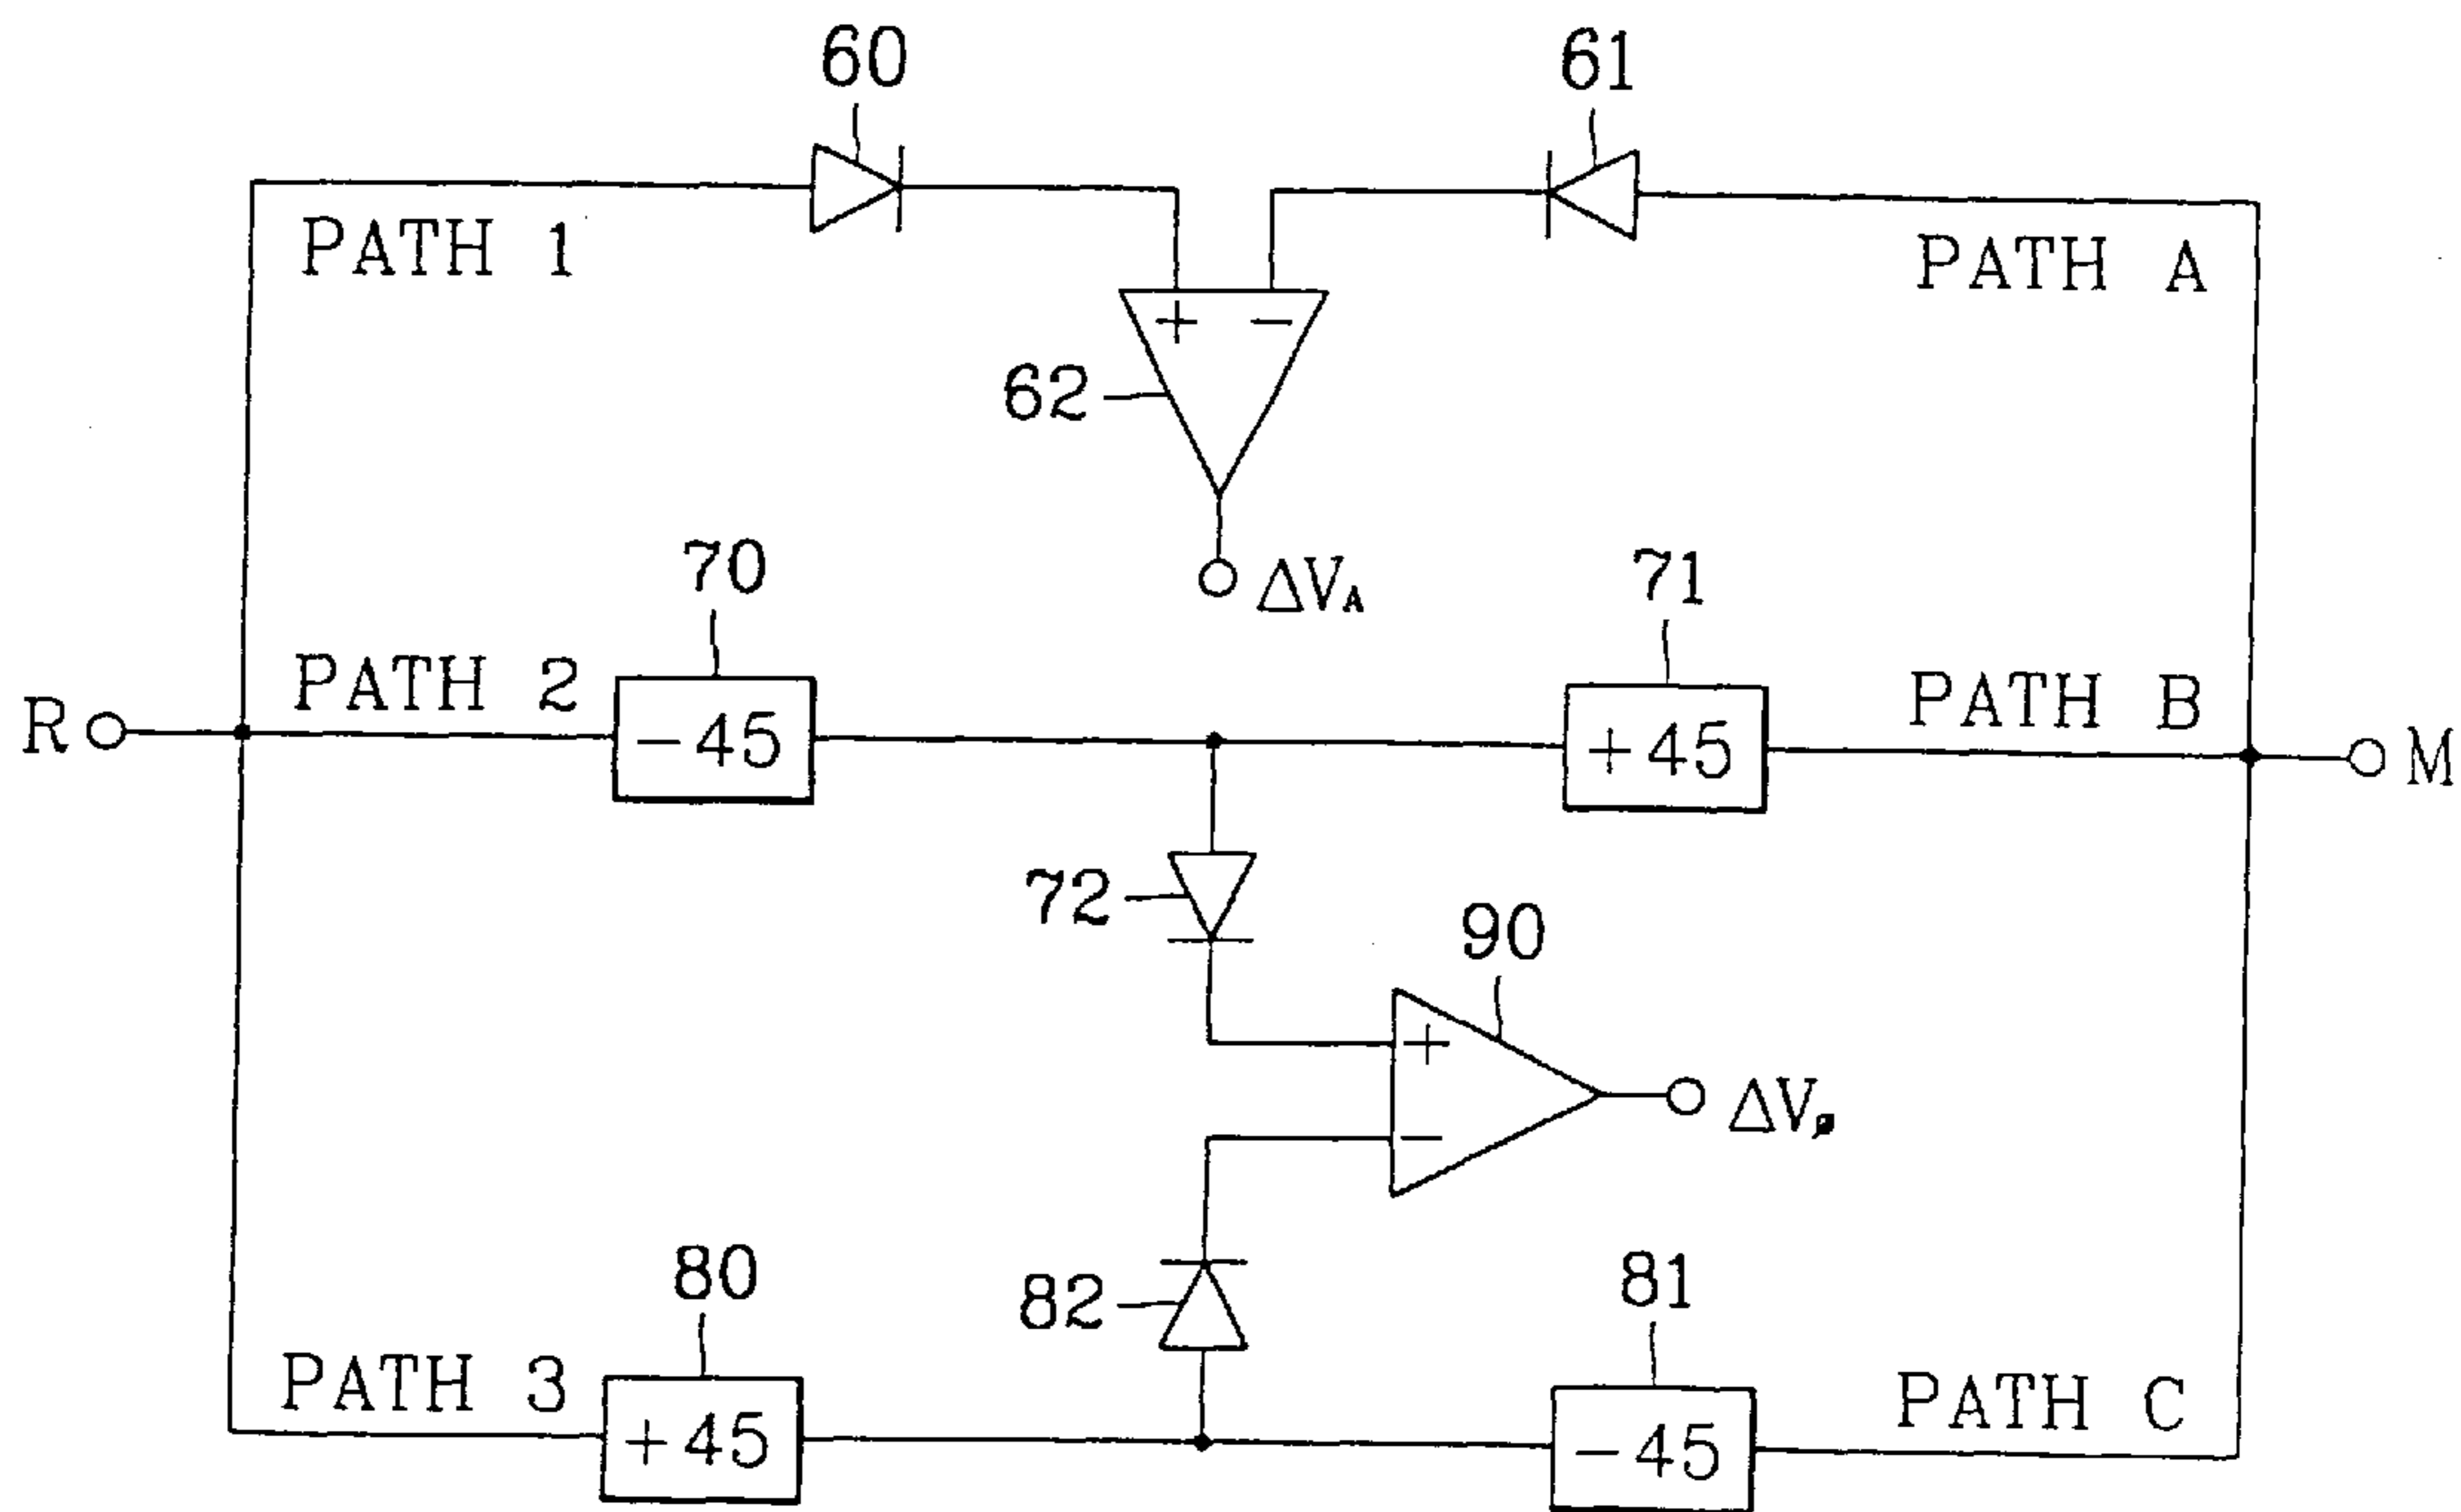 60
61
PATH 1
PATH A
+ −
62
ΔVA
70
71
PATH 2
PATH B
R
-45
+45
M
72
90
+
ΔVø
−
80
82
81
PATH 3
PATH C
+45
-45